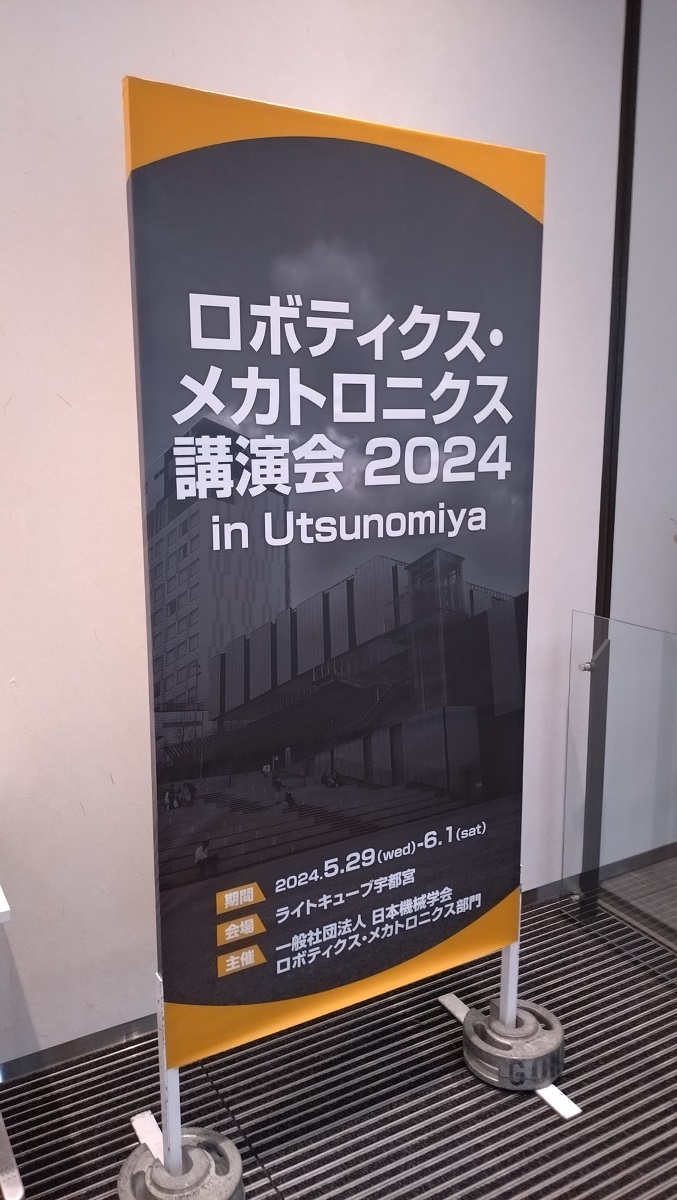 ロボティクス・
メカトロニクス
講演会 2024
in Utsunomiya
期間 2024.5.29(wed)-6.1(sat)
会場 ライトキューブ宇都宮
主催 一般社団法人 日本機械学会
ロボティクス・メカトロニクス部門